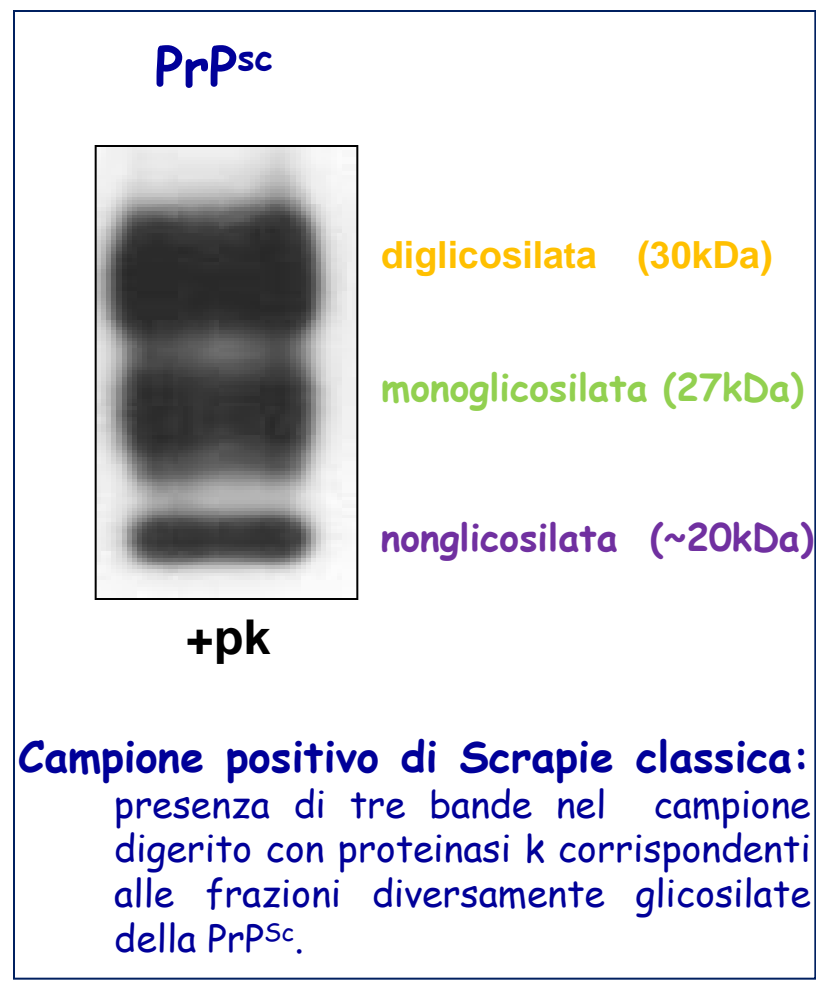 PrPsc
diglicosilata (30kDa)
monoglicosilata (27kDa)
nonglicosilata (~20kDa)
+pk
Campione positivo di Scrapie classica:
presenza di tre bande nel campione
digerito con proteinasi k corrispondenti
alle frazioni diversamente glicosilate
della PrPSc.